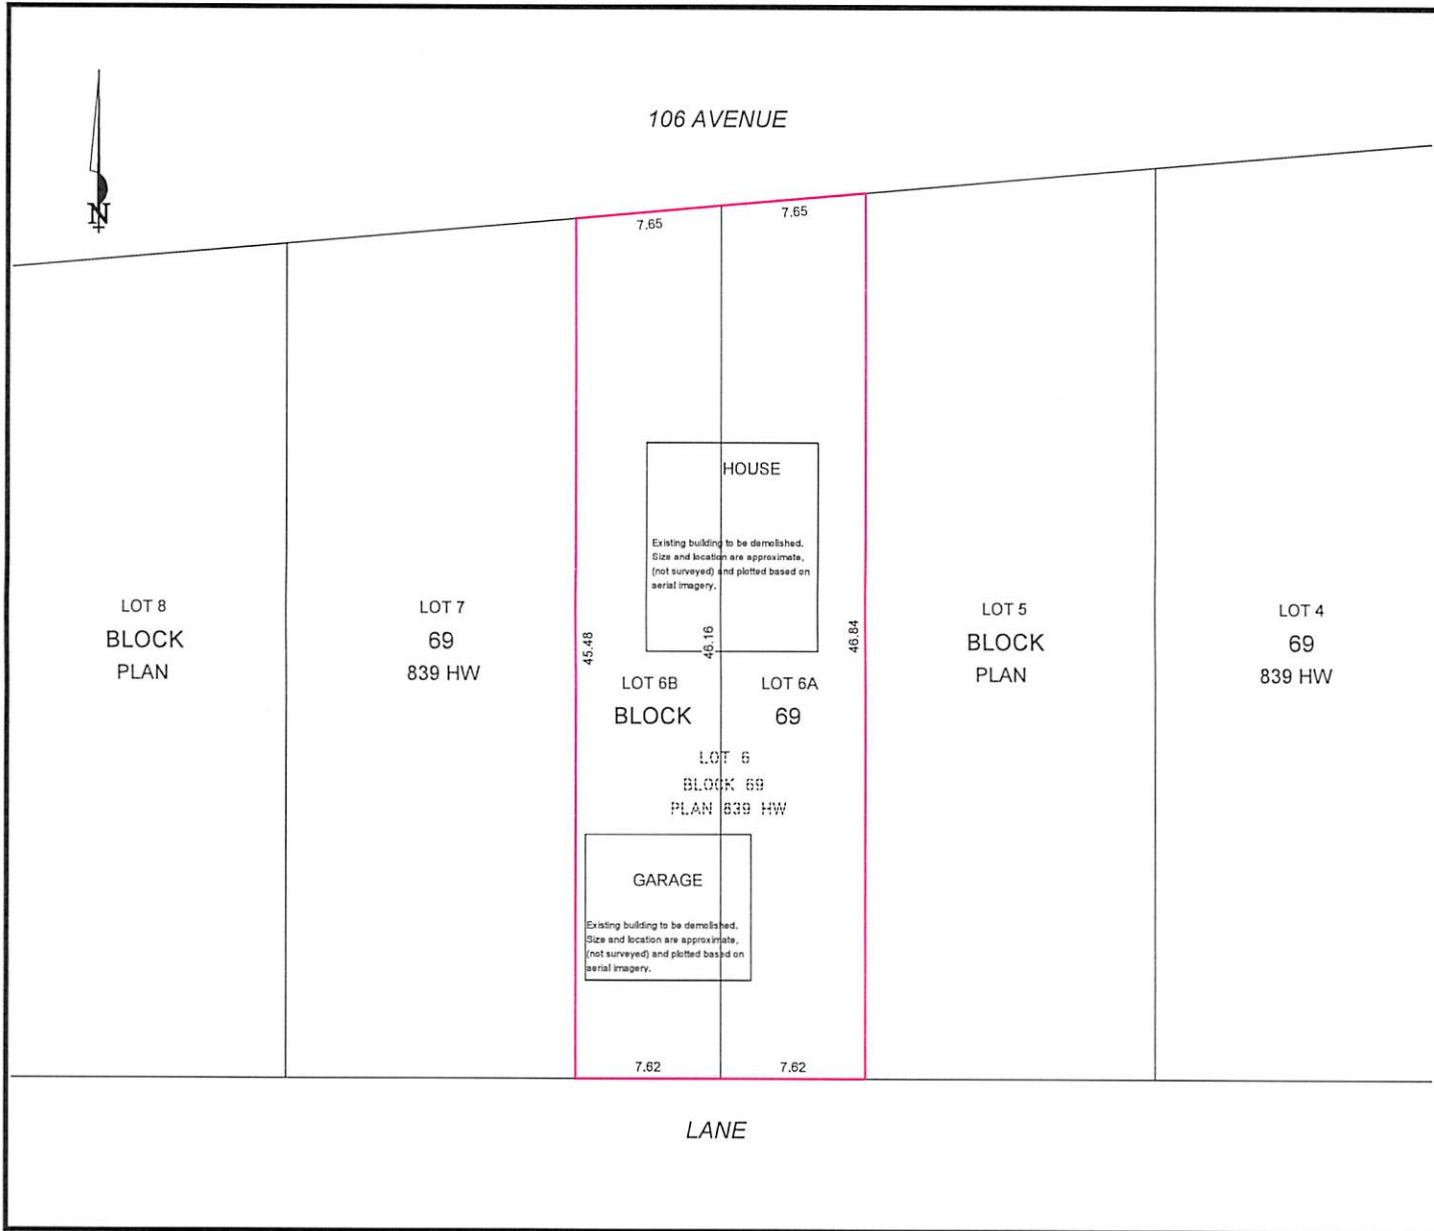 106 AVENUE
N
7.65
7.65
HOUSE
Existing building to be demolished.
Size and location are approximate,
(not surveyed) and plotted based on
aerial imagery.
LOT 8
BLOCK
PLAN
LOT 7
69
839 HW
45.48
46.16
46.84
LOT 5
BLOCK
PLAN
LOT 4
69
839 HW
LOT 6B
BLOCK
LOT 6A
69
LOT 6
BLOCK 69
PLAN 839 HW
GARAGE
Existing building to be demolished.
Size and location are approximate,
(not surveyed) and plotted based on
aerial imagery.
7.62
7.62
LANE